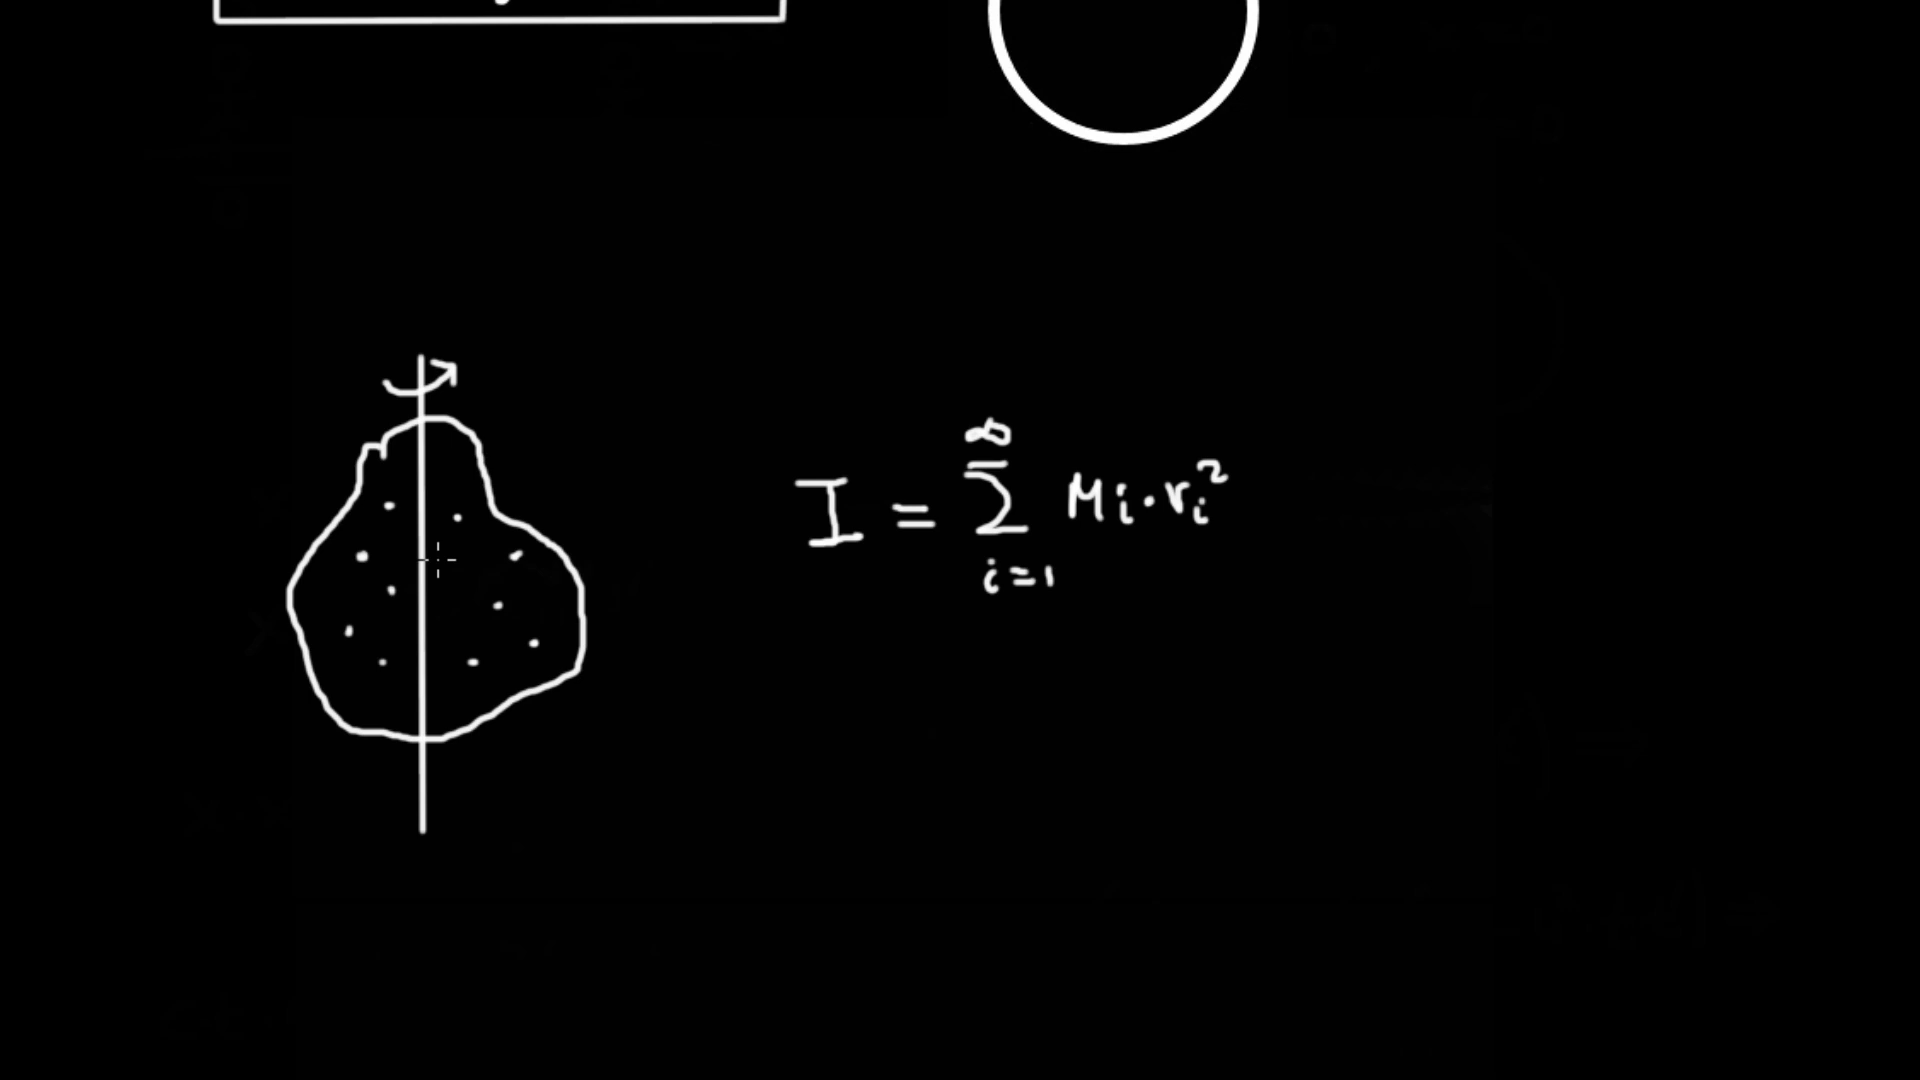 I = ∞∑i=1 Mi·ri²